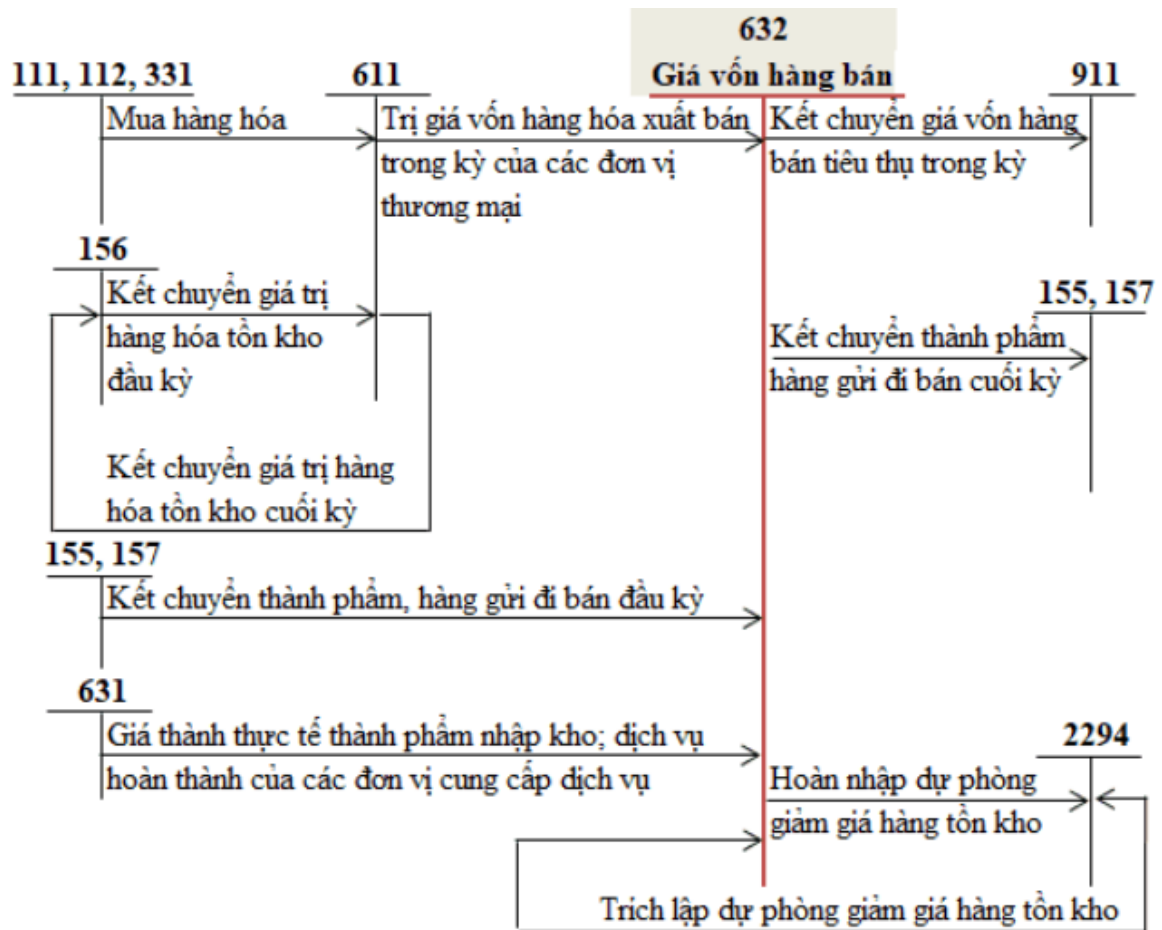 632
111, 112, 331
611
Giá vốn hàng bán
911
Mua hàng hóa
Trị giá vốn hàng hóa xuất bán
trong kỳ của các đơn vị
thương mại
Kết chuyển giá vốn hàng
bán tiêu thụ trong kỳ
156
Kết chuyển giá trị
hàng hóa tồn kho
đầu kỳ
155, 157
Kết chuyển thành phẩm
hàng gửi đi bán cuối kỳ
Kết chuyển giá trị hàng
hóa tồn kho cuối kỳ
155, 157
Kết chuyển thành phẩm, hàng gửi đi bán đầu kỳ
631
Giá thành thực tế thành phẩm nhập kho; dịch vụ
hoàn thành của các đơn vị cung cấp dịch vụ
2294
Hoàn nhập dự phòng
giảm giá hàng tồn kho
Trích lập dự phòng giảm giá hàng tồn kho